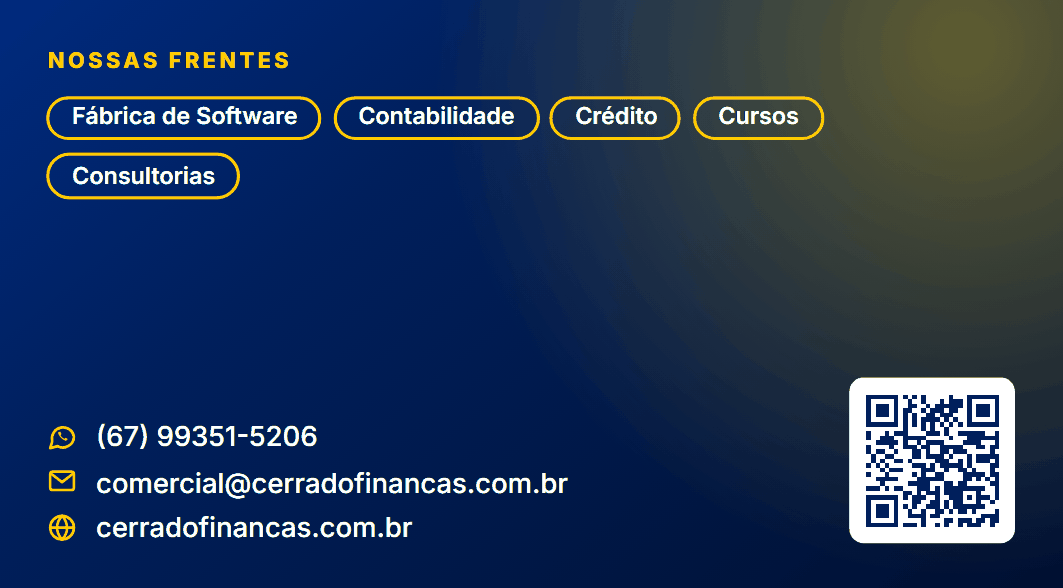 NOSSAS FRENTES
Fábrica de Software Contabilidade Crédito Cursos
Consultorias
(67) 99351-5206
comercial@cerradofinancas.com.br
cerradofinancas.com.br